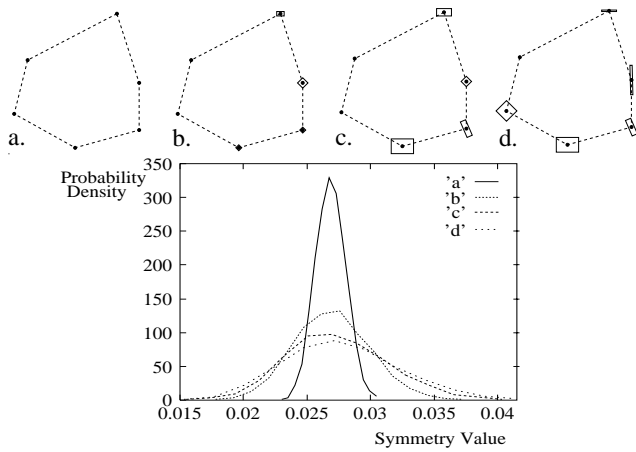 a. b. c. d.
Probability
Density
350
300
250
200
150
100
50
0
'a'
'b'
'c'
'd'
0.015 0.02 0.025 0.03 0.035 0.04
Symmetry Value